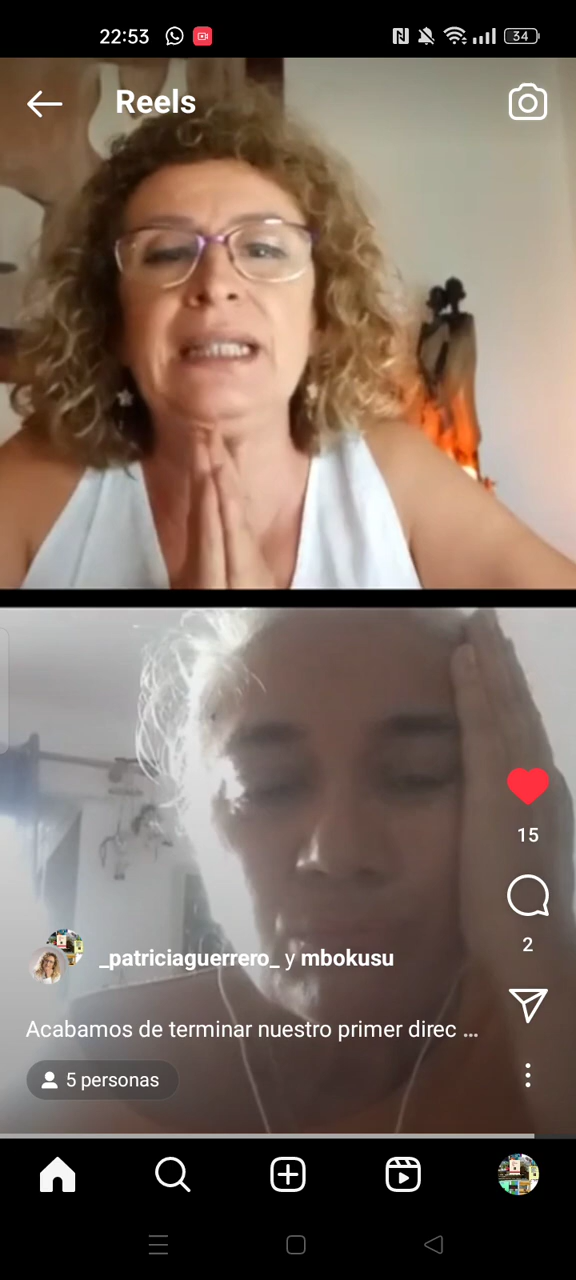 22:53
34
Reels
15
2
_patriciaguerrero_ y mbokusu
Acabamos de terminar nuestro primer direc ...
5 personas